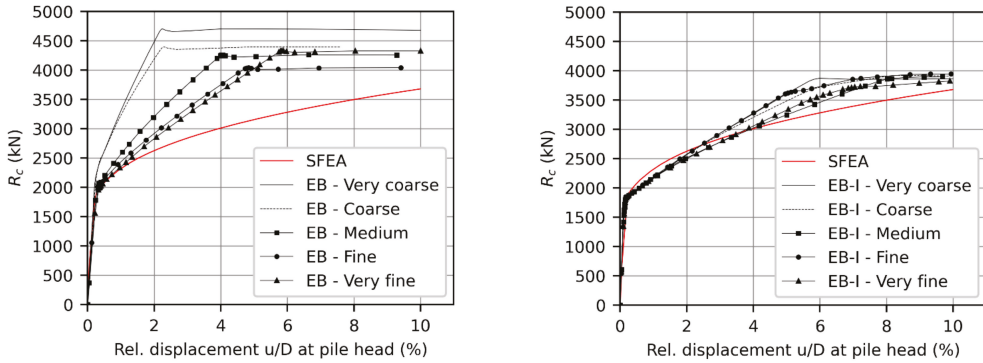 5000
4500
4000
3500
3000
2500
2000
1500
1000
500
0
R_c (kN)
SFEA
EB - Very coarse
EB - Coarse
EB - Medium
EB - Fine
EB - Very fine
0 2 4 6 8 10
Rel. displacement u/D at pile head (%)
5000
4500
4000
3500
3000
2500
2000
1500
1000
500
0
R_c (kN)
SFEA
EB-I - Very coarse
EB-I - Coarse
EB-I - Medium
EB-I - Fine
EB-I - Very fine
0 2 4 6 8 10
Rel. displacement u/D at pile head (%)